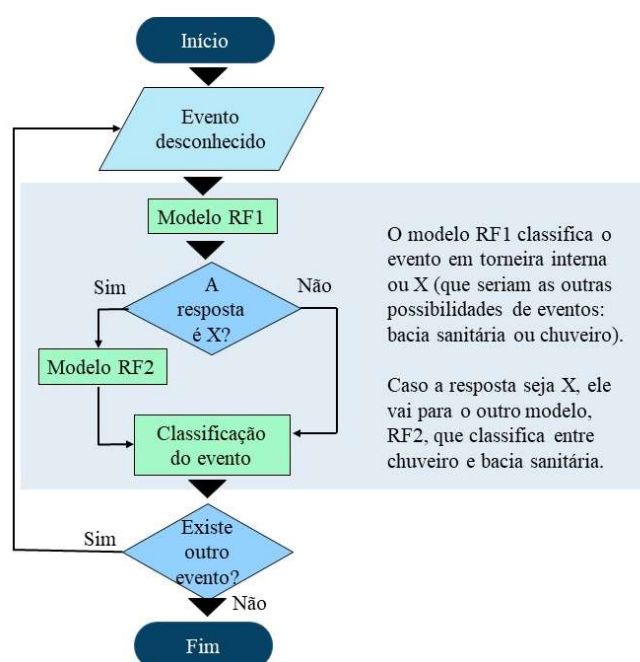 Início
Evento
desconhecido
Modelo RF1
Sim
A
resposta
é X?
Não
Modelo RF2
Classificação
do evento
O modelo RF1 classifica o
evento em torneira interna
ou X (que seriam as outras
possibilidades de eventos:
bacia sanitária ou chuveiro).
Caso a resposta seja X, ele
vai para o outro modelo,
RF2, que classifica entre
chuveiro e bacia sanitária.
Sim
Existe
outro
evento?
Não
Fim